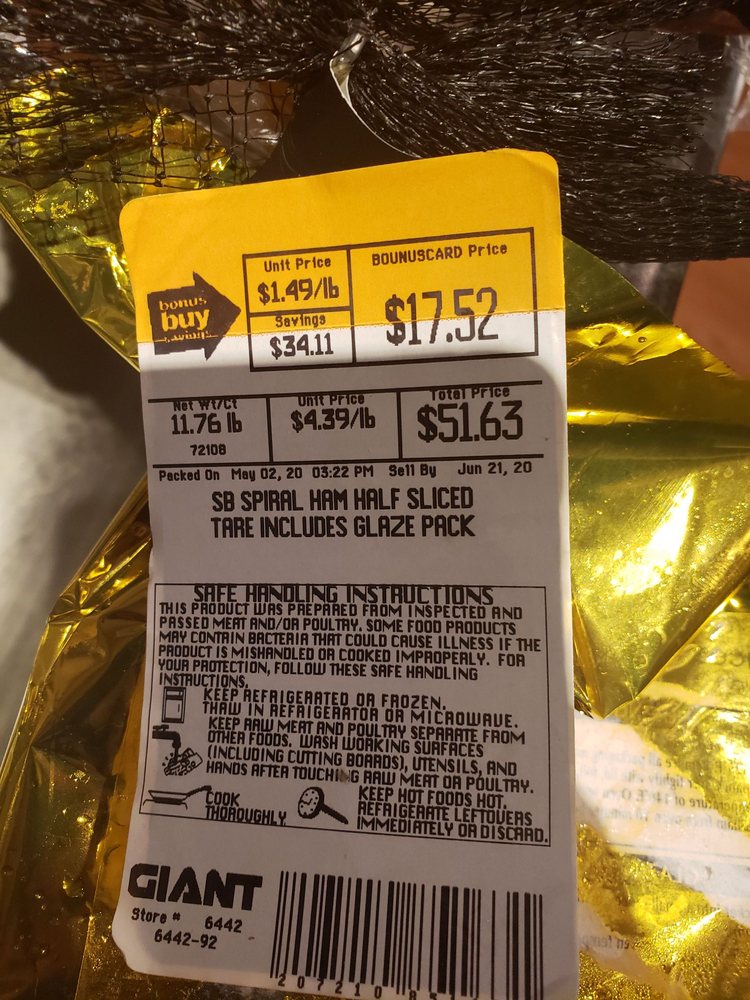 bonus
buy
savings
Unit Price
$1.49/lb
Savings
$34.11
BOUNUSCARD Price
$17.52
Net Wt/Ct
11.76 lb
72108
Unit Price
$4.39/lb
Total Price
$51.63
Packed On May 02, 20 03:22 PM Sell By Jun 21, 20
SB SPIRAL HAM HALF SLICED
TARE INCLUDES GLAZE PACK
SAFE HANDLING INSTRUCTIONS
THIS PRODUCT WAS PREPARED FROM INSPECTED AND
PASSED MEAT AND/OR POULTRY. SOME FOOD PRODUCTS
MAY CONTAIN BACTERIA THAT COULD CAUSE ILLNESS IF THE
PRODUCT IS MISHANDLED OR COOKED IMPROPERLY. FOR
YOUR PROTECTION, FOLLOW THESE SAFE HANDLING
INSTRUCTIONS.
KEEP REFRIGERATED OR FROZEN.
THAW IN REFRIGERATOR OR MICROWAVE.
KEEP RAW MEAT AND POULTRY SEPARATE FROM
OTHER FOODS. WASH WORKING SURFACES
(INCLUDING CUTTING BOARDS), UTENSILS, AND
HANDS AFTER TOUCHING RAW MEAT OR POULTRY.
COOK
THOROUGHLY.
KEEP HOT FOODS HOT.
REFRIGERATE LEFTOVERS
IMMEDIATELY OR DISCARD.
GIANT
Store # 6442
6442-92
2 0 7 2 1 0